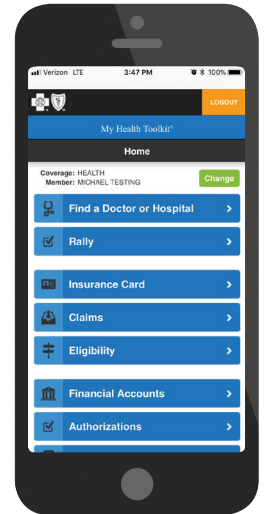 Verizon LTE 3:47 PM 100%
LOGOUT
My Health Toolkit®
Home
Coverage: HEALTH
Member: MICHAEL TESTING
Change
Find a Doctor or Hospital
Rally
Insurance Card
Claims
Eligibility
Financial Accounts
Authorizations